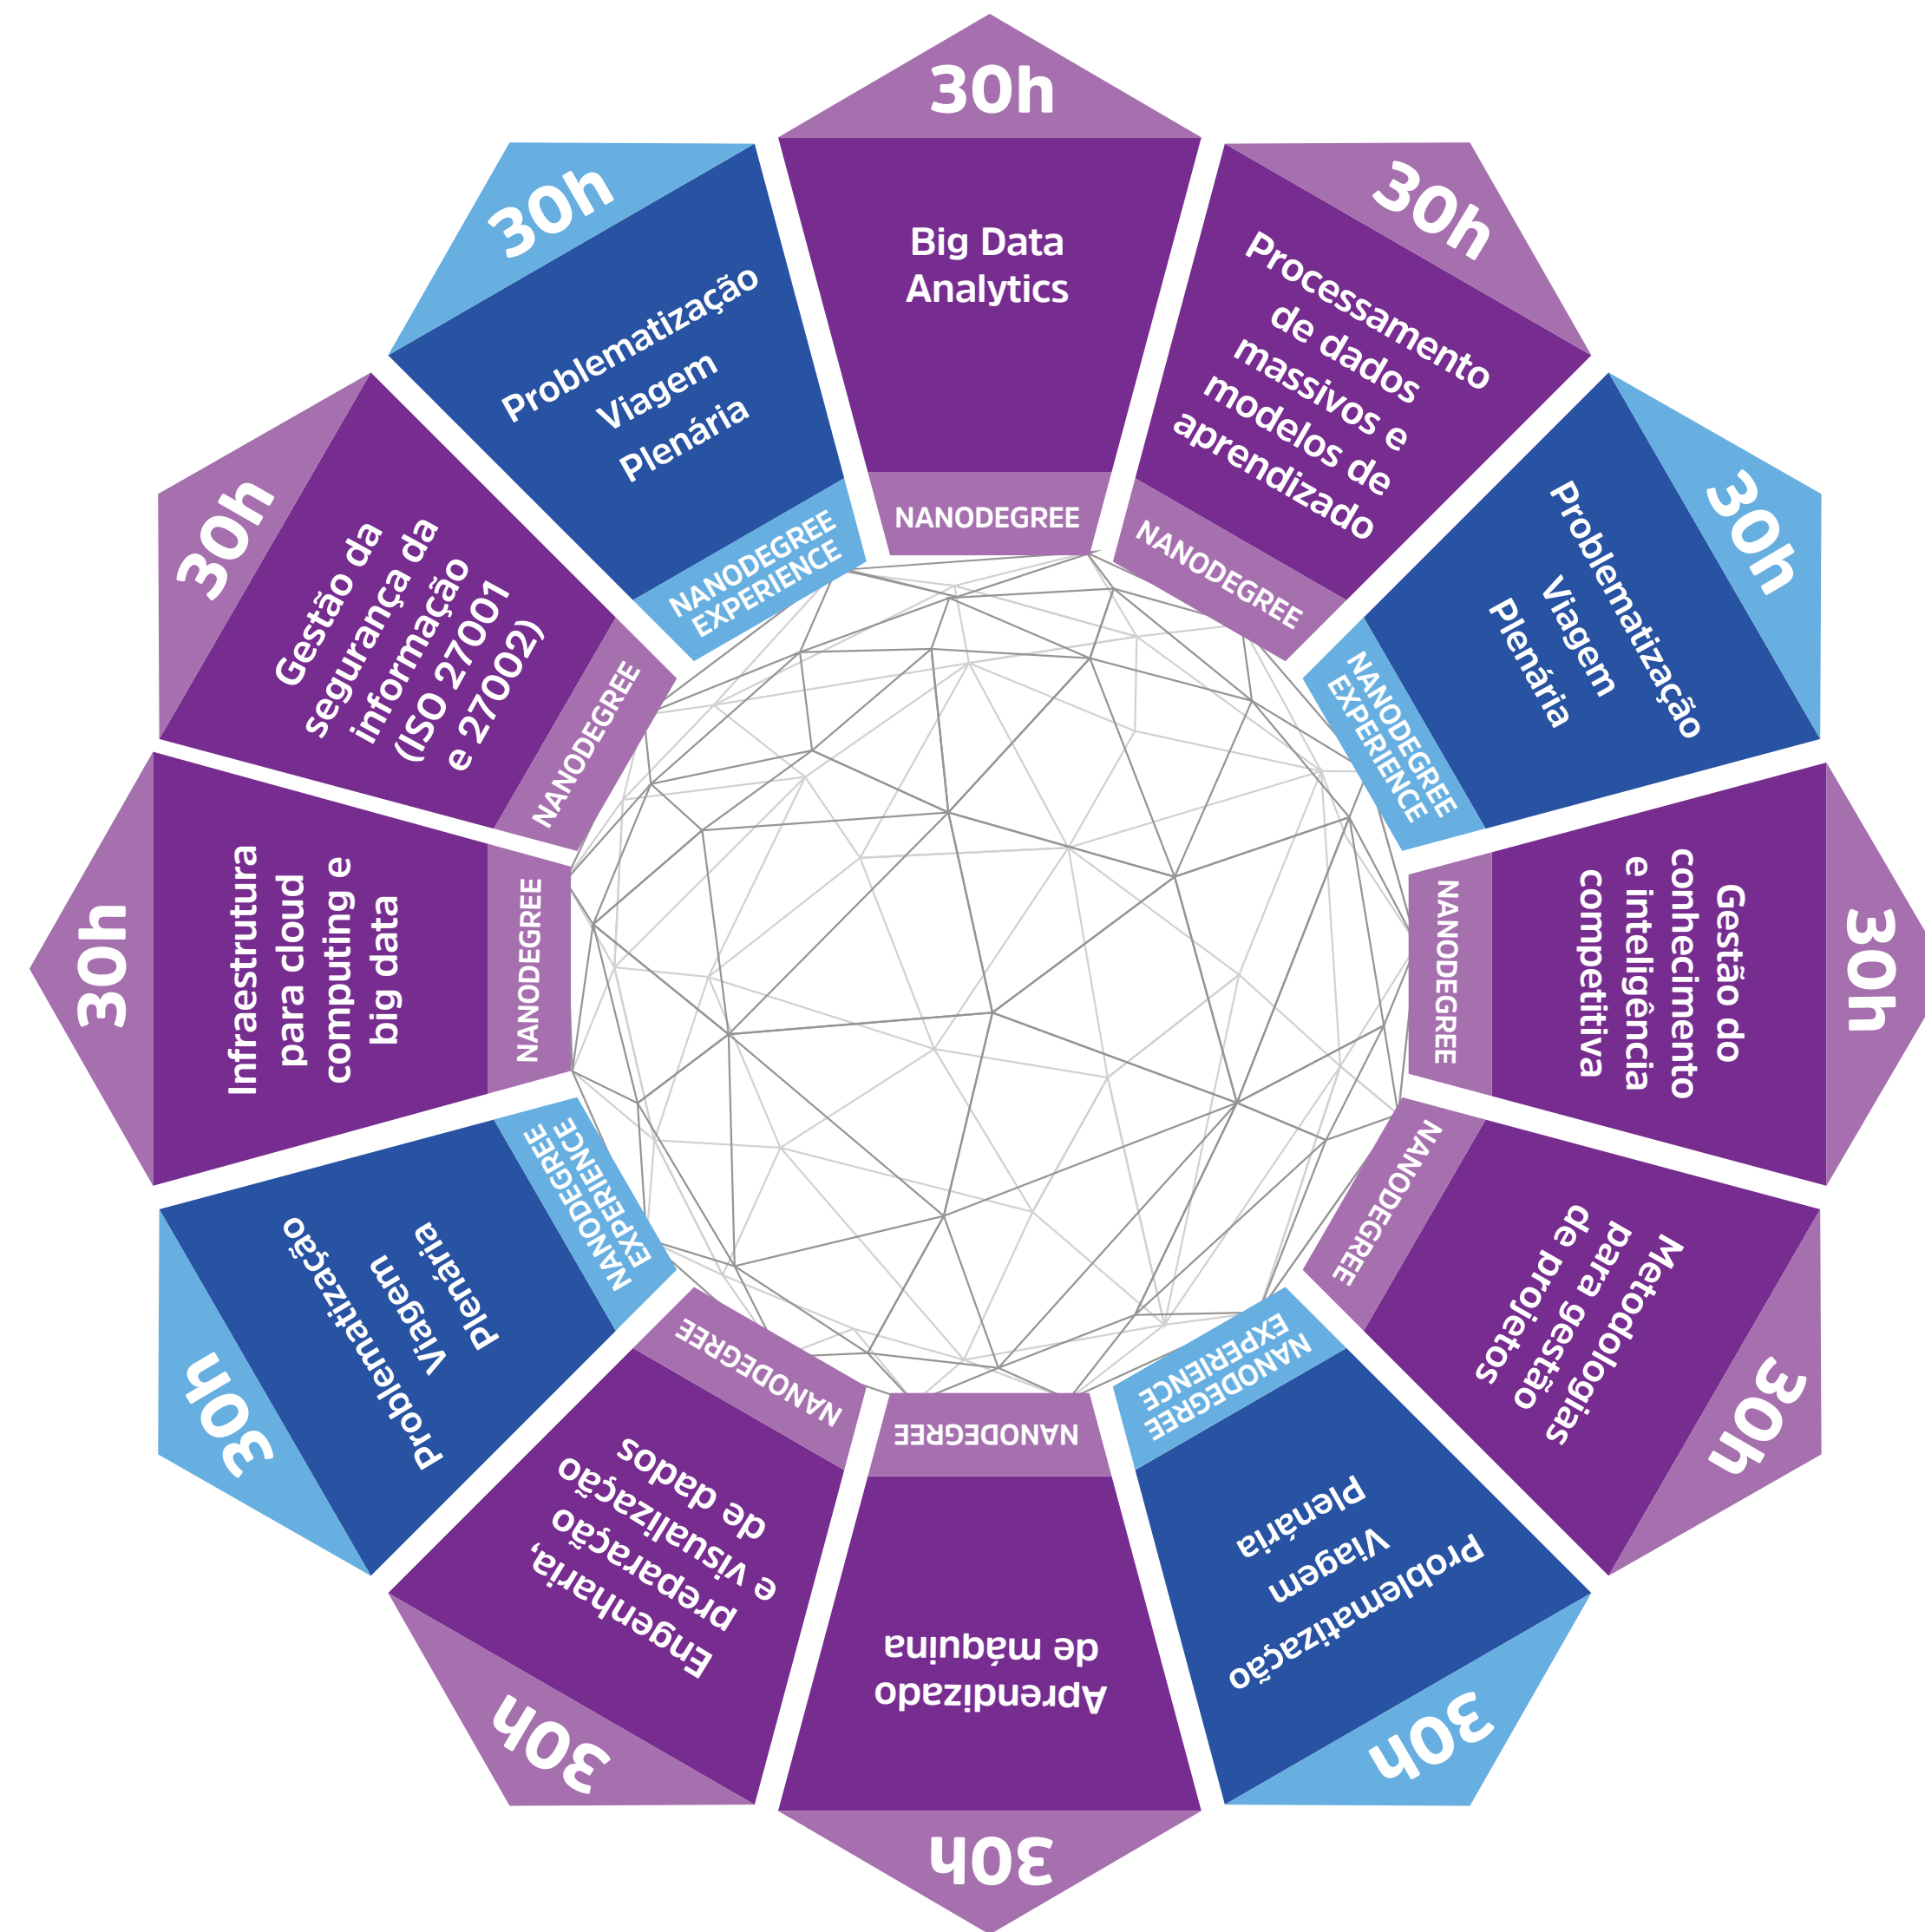 30h
Big Data
Analytics
NANODEGREE
30h
Processamento
de dados
massivos e
modelos de
aprendizado
NANODEGREE
30h
Problematização
Viagem
Plenária
NANODEGREE
EXPERIENCE
30h
Gestão do
conhecimento
e inteligência
competitiva
NANODEGREE
30h
Metodologias
para gestão
de projetos
NANODEGREE
30h
Problematização
Viagem
Plenária
NANODEGREE
EXPERIENCE
30h
Aprendizado
de máquina
NANODEGREE
30h
Engenharia,
preparação
e visualização
de dados
NANODEGREE
30h
Problematização
Viagem
Plenária
NANODEGREE
EXPERIENCE
30h
Infraestrutura
para cloud
computing e
big data
NANODEGREE
30h
Gestão da
segurança da
informação
(ISO 27001
e 27002)
NANODEGREE
30h
Problematização
Viagem
Plenária
NANODEGREE
EXPERIENCE